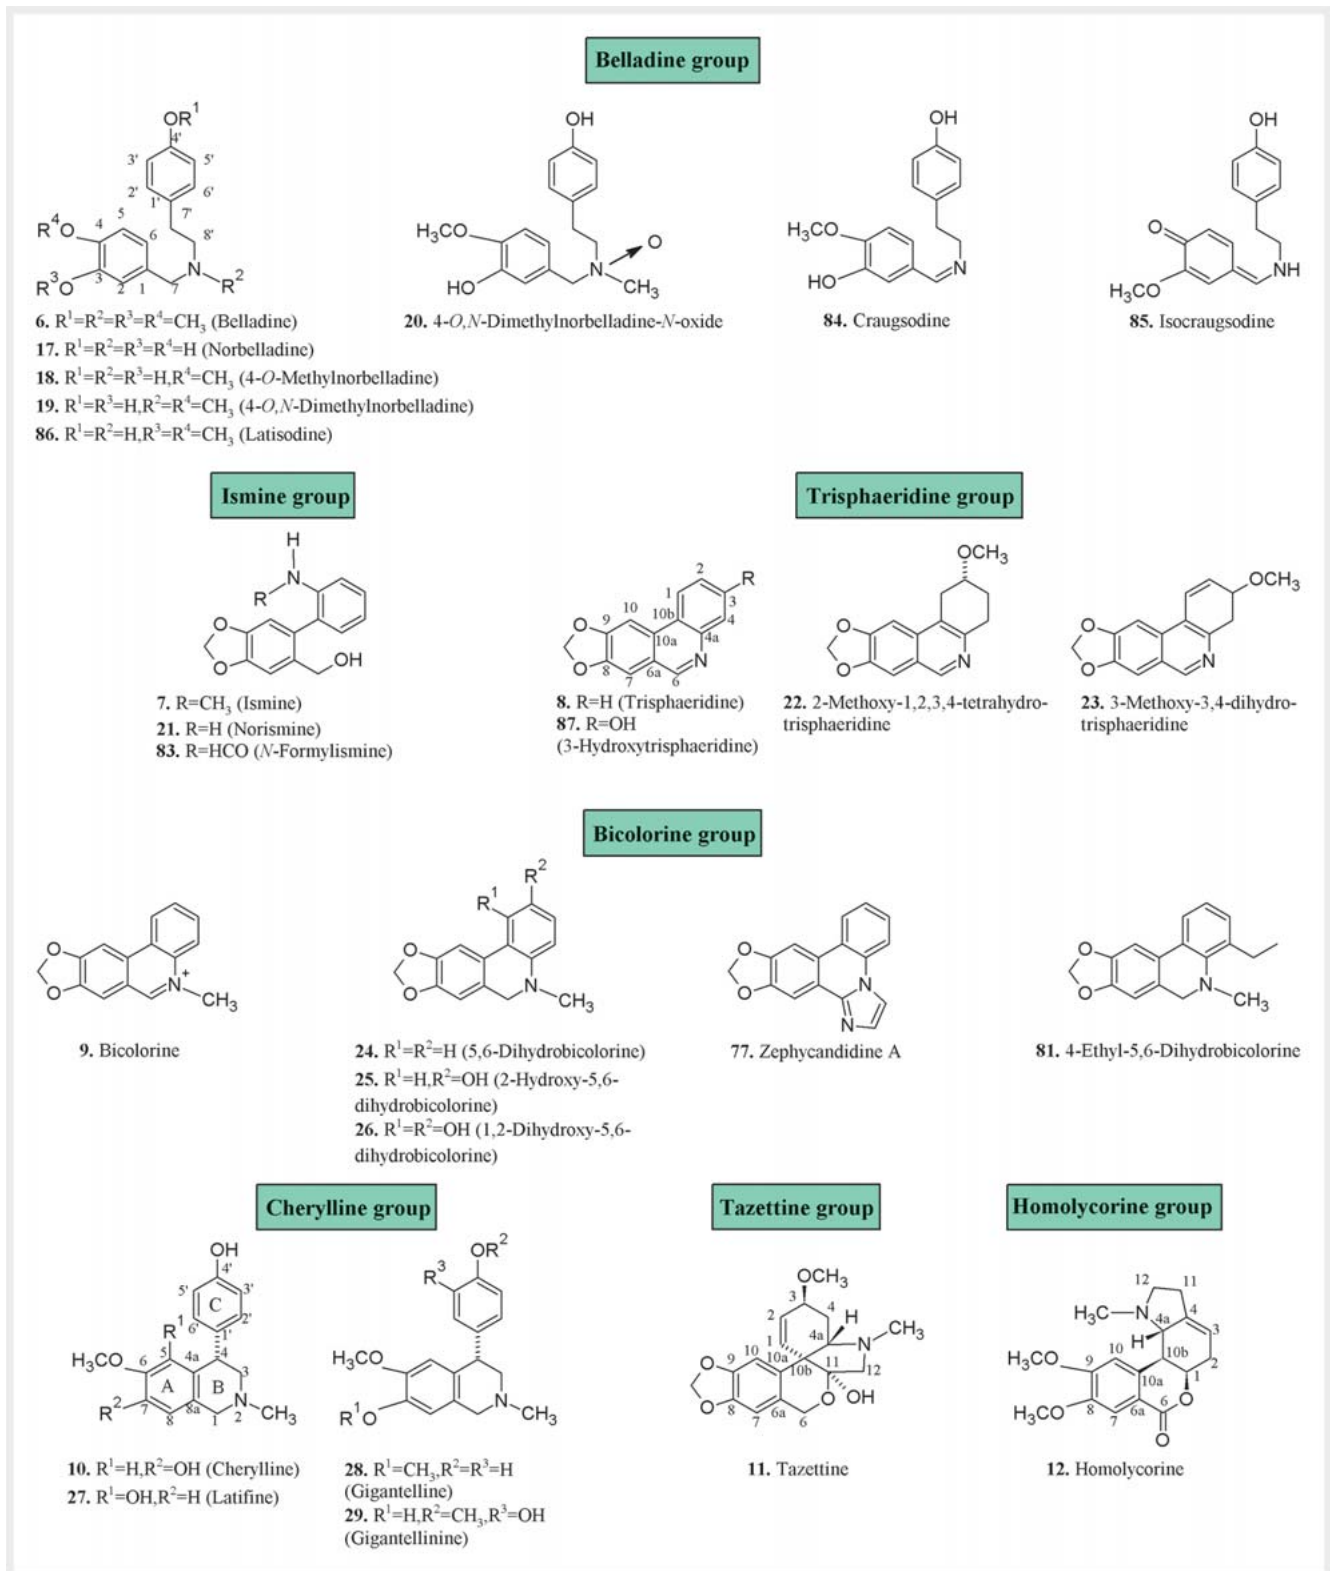 Belladine group
OR1
4'
3'
5'
2'
6'
1'
7'
8'
R4
O
4
5
6
R3
O
3
2
1
7
N
R2
OH
H3CO
HO
N
O
CH3
OH
H3CO
HO
N
OH
O
H3CO
NH
6. R1=R2=R3=R4=CH3 (Belladine)
17. R1=R2=R3=R4=H (Norbelladine)
18. R1=R2=R3=H,R4=CH3 (4-O-Methylnorbelladine)
19. R1=R3=H,R2=R4=CH3 (4-O,N-Dimethylnorbelladine)
86. R1=R2=H,R3=R4=CH3 (Latisodine)
20. 4-O,N-Dimethylnorbelladine-N-oxide
84. Craugsodine
85. Isocraugsodine
Ismine group
Trisphaeridine group
H
N
R
O
O
OH
7. R=CH3 (Ismine)
21. R=H (Norismine)
83. R=HCO (N-Formylismine)
2
R
1
3
10
10b
4
O
9
10a
4a
O
8
7
6a
6
N
8. R=H (Trisphaeridine)
87. R=OH
(3-Hydroxytrisphaeridine)
OCH3
O
O
N
22. 2-Methoxy-1,2,3,4-tetrahydro-
trisphaeridine
OCH3
O
O
N
23. 3-Methoxy-3,4-dihydro-
trisphaeridine
Bicolorine group
O
O
N+
CH3
9. Bicolorine
R1
R2
O
O
N
CH3
24. R1=R2=H (5,6-Dihydrobicolorine)
25. R1=H,R2=OH (2-Hydroxy-5,6-
dihydrobicolorine)
26. R1=R2=OH (1,2-Dihydroxy-5,6-
dihydrobicolorine)
O
O
N
N
77. Zephycandidine A
O
O
N
CH3
81. 4-Ethyl-5,6-Dihydrobicolorine
Cherylline group
Tazettine group
Homolycorine group
OH
4'
5'
3'
C
6'
2'
R1
1'
H3CO
5
4a
4
6
A
B
3
R2
7
8
8a
1
N
2
CH3
10. R1=H,R2=OH (Cherylline)
27. R1=OH,R2=H (Latifine)
OR2
R3
H3CO
R1O
N
CH3
28. R1=CH3,R2=R3=H
(Gigantelline)
29. R1=H,R2=CH3,R3=OH
(Gigantellinine)
OCH3
3
2
4
H
1
4a
N
CH3
10a
11
12
O
9
10
10b
O
8
7
6a
6
O
OH
11. Tazettine
12
11
H3C
N
4
4a
3
H
H3CO
10
10b
2
9
10a
1
H3CO
8
7
6a
6
O
O
12. Homolycorine